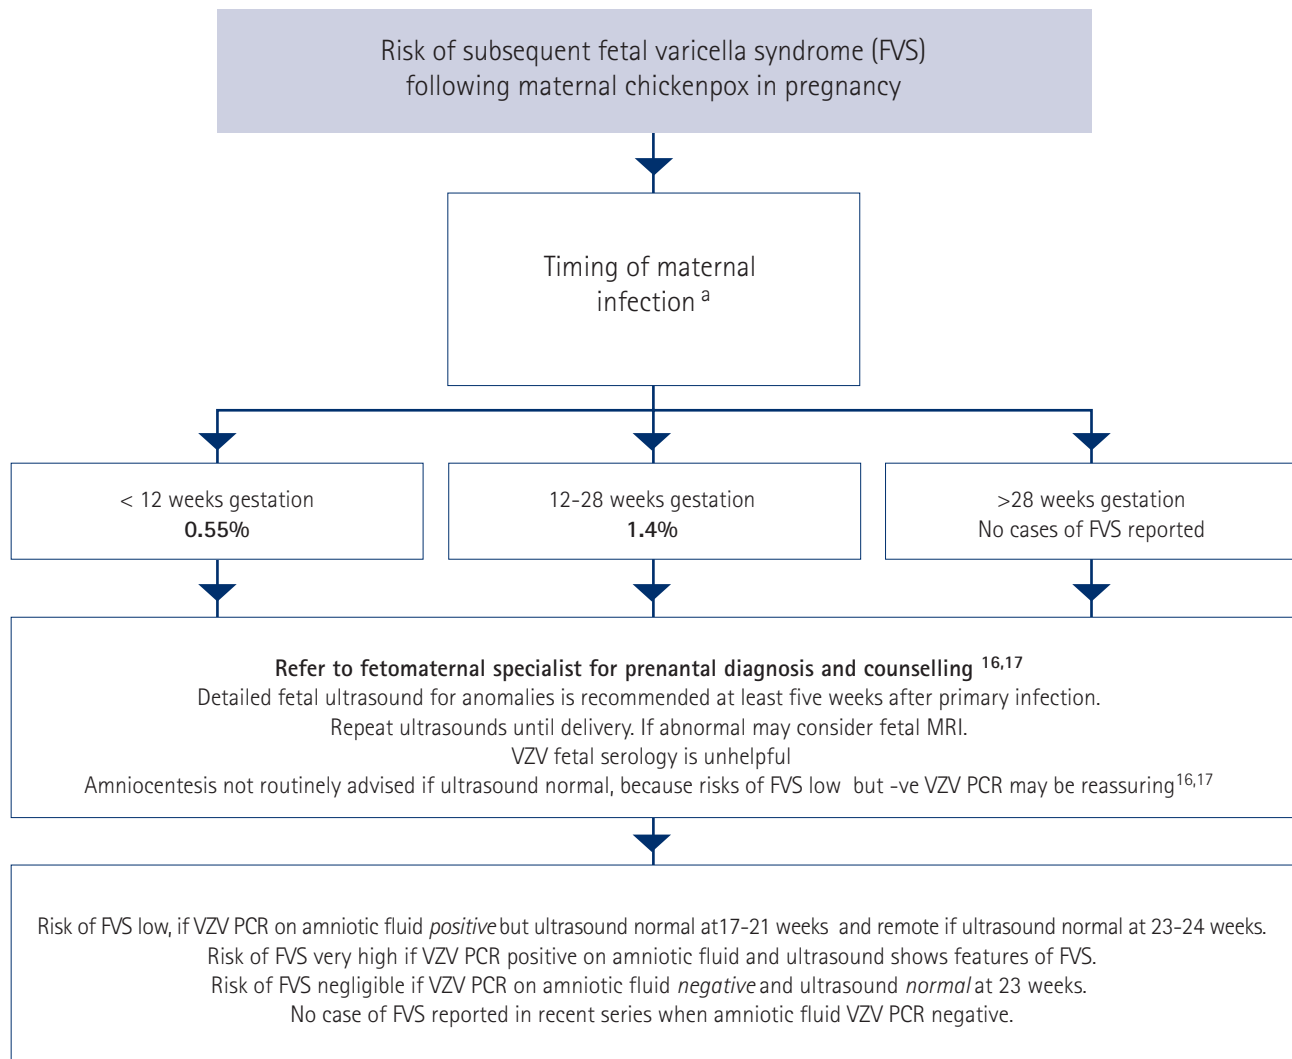 Risk of subsequent fetal varicella syndrome (FVS)
following maternal chickenpox in pregnancy
Timing of maternal
infection a
< 12 weeks gestation
0.55%
12-28 weeks gestation
1.4%
>28 weeks gestation
No cases of FVS reported
Refer to fetomaternal specialist for prenantal diagnosis and counselling 16,17
Detailed fetal ultrasound for anomalies is recommended at least five weeks after primary infection.
Repeat ultrasounds until delivery. If abnormal may consider fetal MRI.
VZV fetal serology is unhelpful
Amniocentesis not routinely advised if ultrasound normal, because risks of FVS low but -ve VZV PCR may be reassuring16,17
Risk of FVS low, if VZV PCR on amniotic fluid positive but ultrasound normal at17-21 weeks and remote if ultrasound normal at 23-24 weeks.
Risk of FVS very high if VZV PCR positive on amniotic fluid and ultrasound shows features of FVS.
Risk of FVS negligible if VZV PCR on amniotic fluid negative and ultrasound normal at 23 weeks.
No case of FVS reported in recent series when amniotic fluid VZV PCR negative.